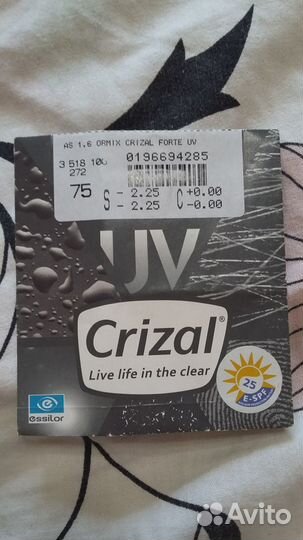 AS 1.6 ORMIX CRIZAL FORTE UV
3 518 100 0196694285
272
75 S - 2.25 C +0.00
- 2.25 -0.00
UV
Crizal®
Live life in the clear
25
E-SPF
essilor
Avito